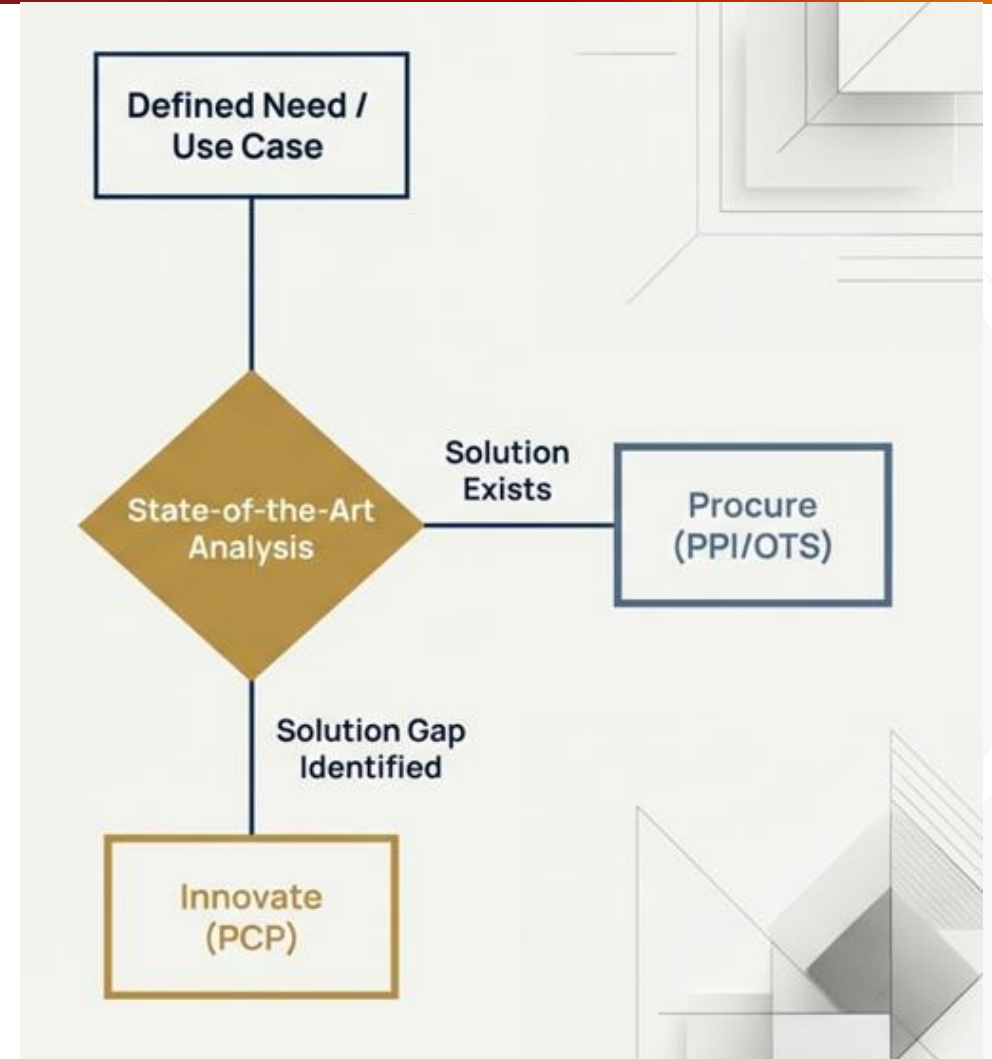 Defined Need /
Use Case
State-of-the-Art
Analysis
Solution
Exists
Procure
(PPI/OTS)
Solution Gap
Identified
Innovate
(PCP)